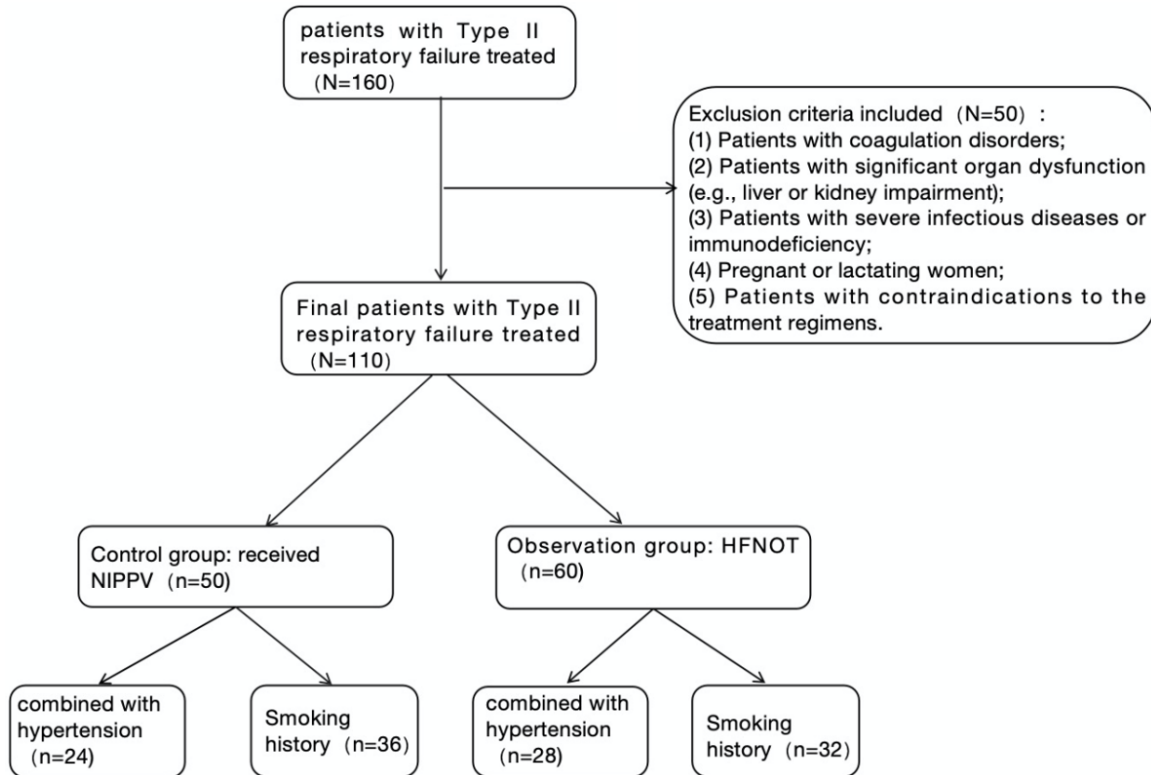 patients with Type II
respiratory failure treated
（N=160）
Exclusion criteria included（N=50）:
(1) Patients with coagulation disorders;
(2) Patients with significant organ dysfunction
(e.g., liver or kidney impairment);
(3) Patients with severe infectious diseases or
immunodeficiency;
(4) Pregnant or lactating women;
(5) Patients with contraindications to the
treatment regimens.
Final patients with Type II
respiratory failure treated
（N=110）
Control group: received
NIPPV（n=50）
Observation group: HFNOT
（n=60）
combined with
hypertension
（n=24）
Smoking
history（n=36）
combined with
hypertension
（n=28）
Smoking
history（n=32）